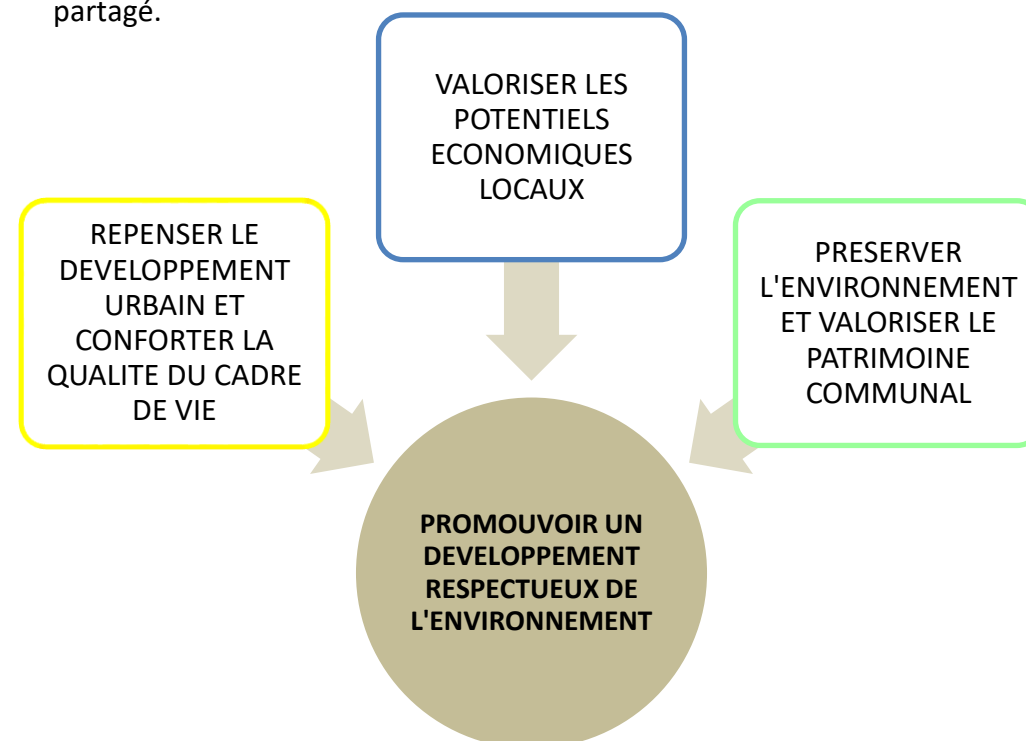 partagé.
VALORISER LES
POTENTIELS
ECONOMIQUES
LOCAUX
REPENSER LE
DEVELOPPEMENT
URBAIN ET
CONFORTER LA
QUALITE DU CADRE
DE VIE
PRESERVER
L'ENVIRONNEMENT
ET VALORISER LE
PATRIMOINE
COMMUNAL
PROMOUVOIR UN
DEVELOPPEMENT
RESPECTUEUX DE
L'ENVIRONNEMENT